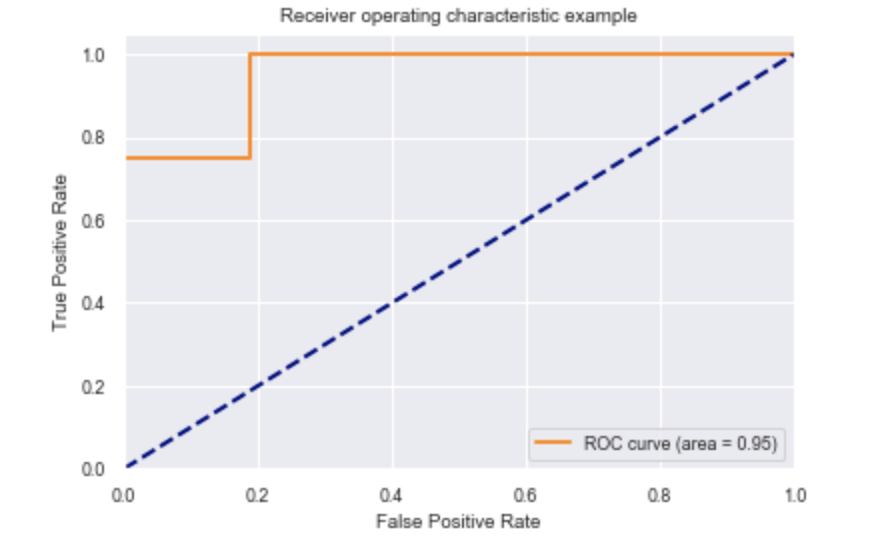 Receiver operating characteristic example
1.0
0.8
0.6
0.4
0.2
0.0
True Positive Rate
ROC curve (area = 0.95)
0.0 0.2 0.4 0.6 0.8 1.0
False Positive Rate